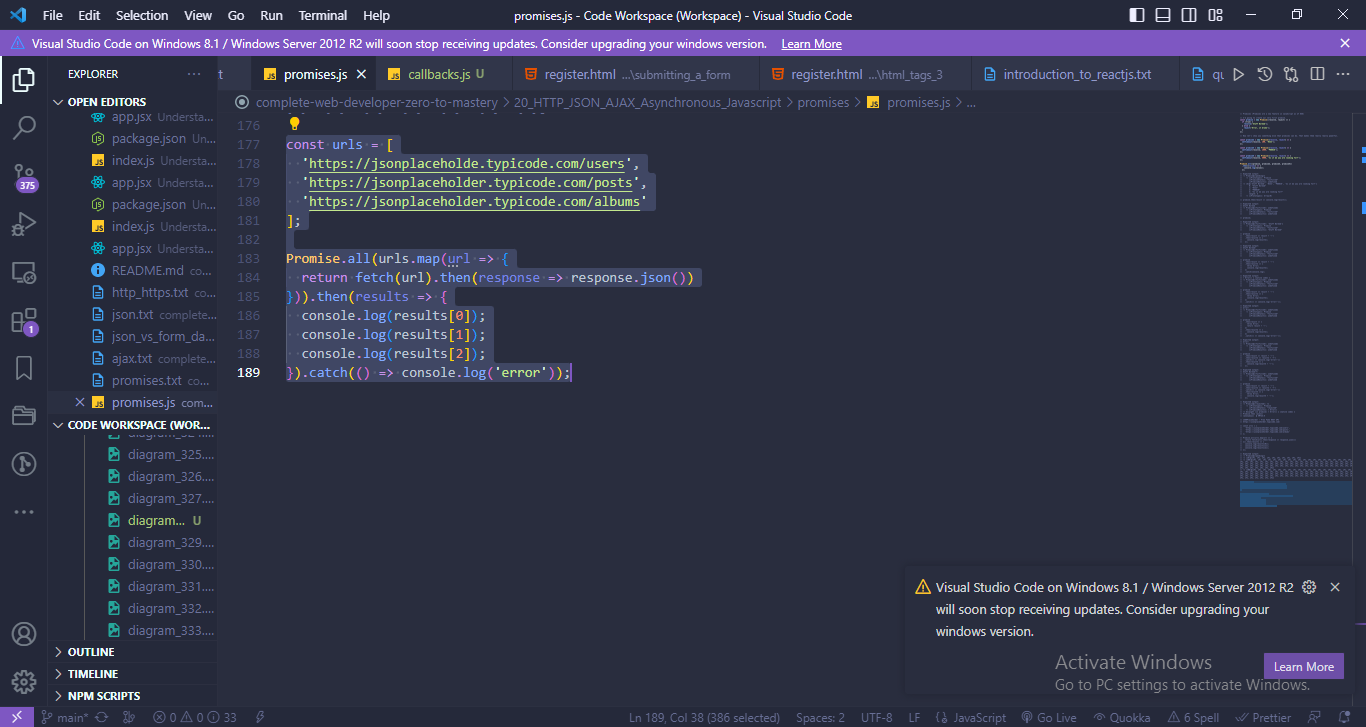 File Edit Selection View Go Run Terminal Help promises.js - Code Workspace (Workspace) - Visual Studio Code
Visual Studio Code on Windows 8.1 / Windows Server 2012 R2 will soon stop receiving updates. Consider upgrading your windows version. Learn More
EXPLORER ... t promises.js callbacks.js U register.html ...\submitting_a_form register.html ...\html_tags_3 introduction_to_reactjs.txt qu
complete-web-developer-zero-to-mastery > 20_HTTP_JSON_AJAX_Asynchronous_Javascript > promises > promises.js > ...
OPEN EDITORS
app.jsx Understa...
package.json Un...
index.js Understa...
app.jsx Understa...
package.json Un...
index.js Understa...
app.jsx Understa...
README.md co...
http_https.txt co...
json.txt complete...
json_vs_form_da...
ajax.txt complete...
promises.txt co...
promises.js com...
CODE WORKSPACE (WOR...
diagram_324....
diagram_325....
diagram_326....
diagram_327....
diagram... U
diagram_329....
diagram_330....
diagram_331....
diagram_332....
diagram_333....
OUTLINE
TIMELINE
NPM SCRIPTS
375
1
176
177 const urls = [
178   'https://jsonplaceholde.typicode.com/users',
179   'https://jsonplaceholder.typicode.com/posts',
180   'https://jsonplaceholder.typicode.com/albums'
181 ];
182
183 Promise.all(urls.map(url => {
184   return fetch(url).then(response => response.json())
185 })).then(results => {
186   console.log(results[0]);
187   console.log(results[1]);
188   console.log(results[2]);
189 }).catch(() => console.log('error'));
Visual Studio Code on Windows 8.1 / Windows Server 2012 R2
will soon stop receiving updates. Consider upgrading your
windows version.
Learn More
Activate Windows
Go to PC settings to activate Windows.
main* 0 0 33 Ln 189, Col 38 (386 selected) Spaces: 2 UTF-8 LF {} JavaScript Go Live Quokka 6 Spell Prettier